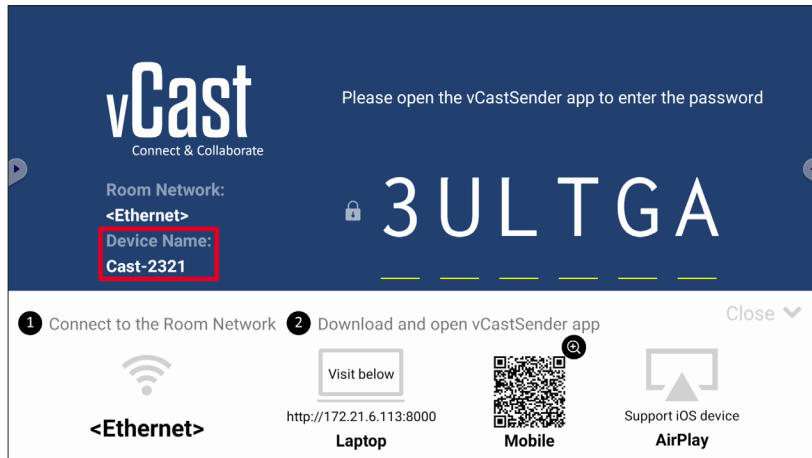 vCast
Connect & Collaborate
Please open the vCastSender app to enter the password
Room Network:
<Ethernet>
Device Name:
Cast-2321
3ULTGA
Close
1 Connect to the Room Network
2 Download and open vCastSender app
<Ethernet>
Visit below
http://172.21.6.113:8000
Laptop
Mobile
Support iOS device
AirPlay